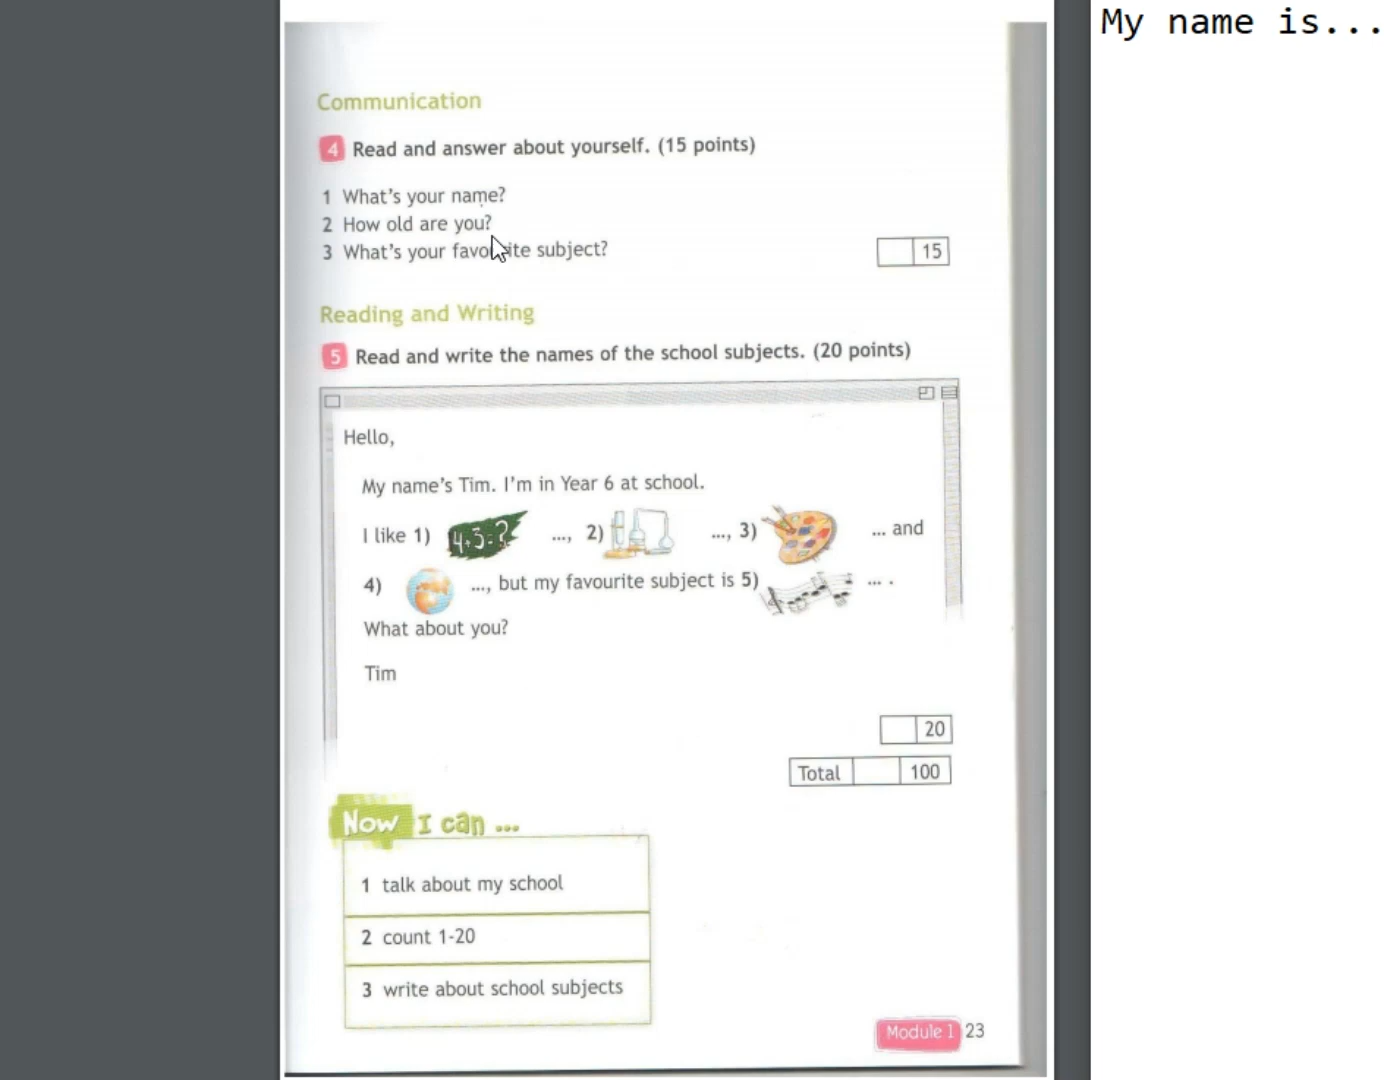 My name is...
Communication
4 Read and answer about yourself. (15 points)
1 What's your name?
2 How old are you?
3 What's your favourite subject?
15
Reading and Writing
5 Read and write the names of the school subjects. (20 points)
Hello,
My name's Tim. I'm in Year 6 at school.
I like 1) 4+3=? ..., 2) ..., 3) ... and
4) ..., but my favourite subject is 5) ... .
What about you?
Tim
20
Total 100
Now I can ...
1 talk about my school
2 count 1-20
3 write about school subjects
Module 1 23